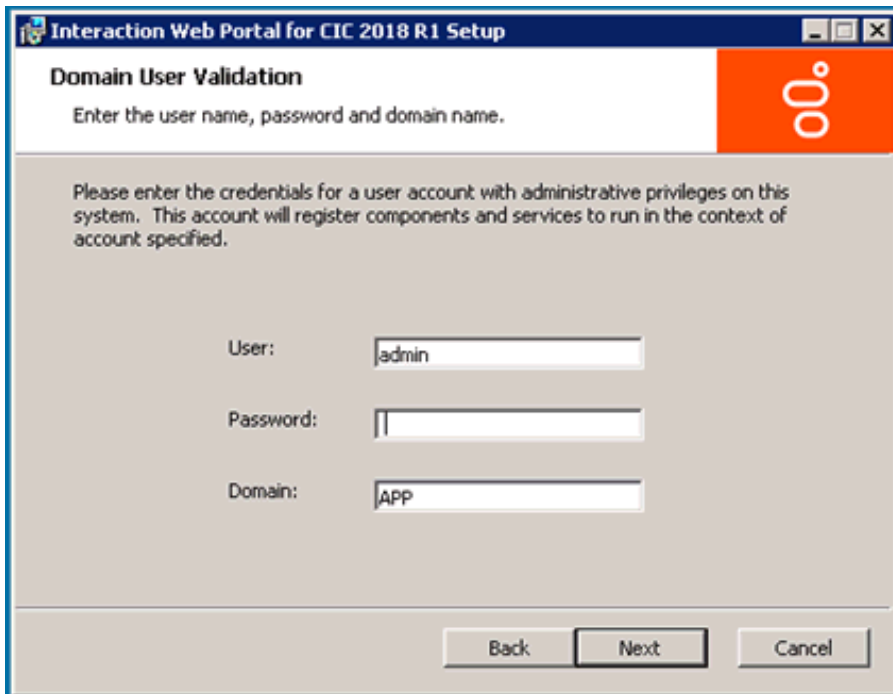 Interaction Web Portal for CIC 2018 R1 Setup
Domain User Validation
Enter the user name, password and domain name.
Please enter the credentials for a user account with administrative privileges on this
system. This account will register components and services to run in the context of
account specified.
User:
admin
Password:
Domain:
APP
Back
Next
Cancel